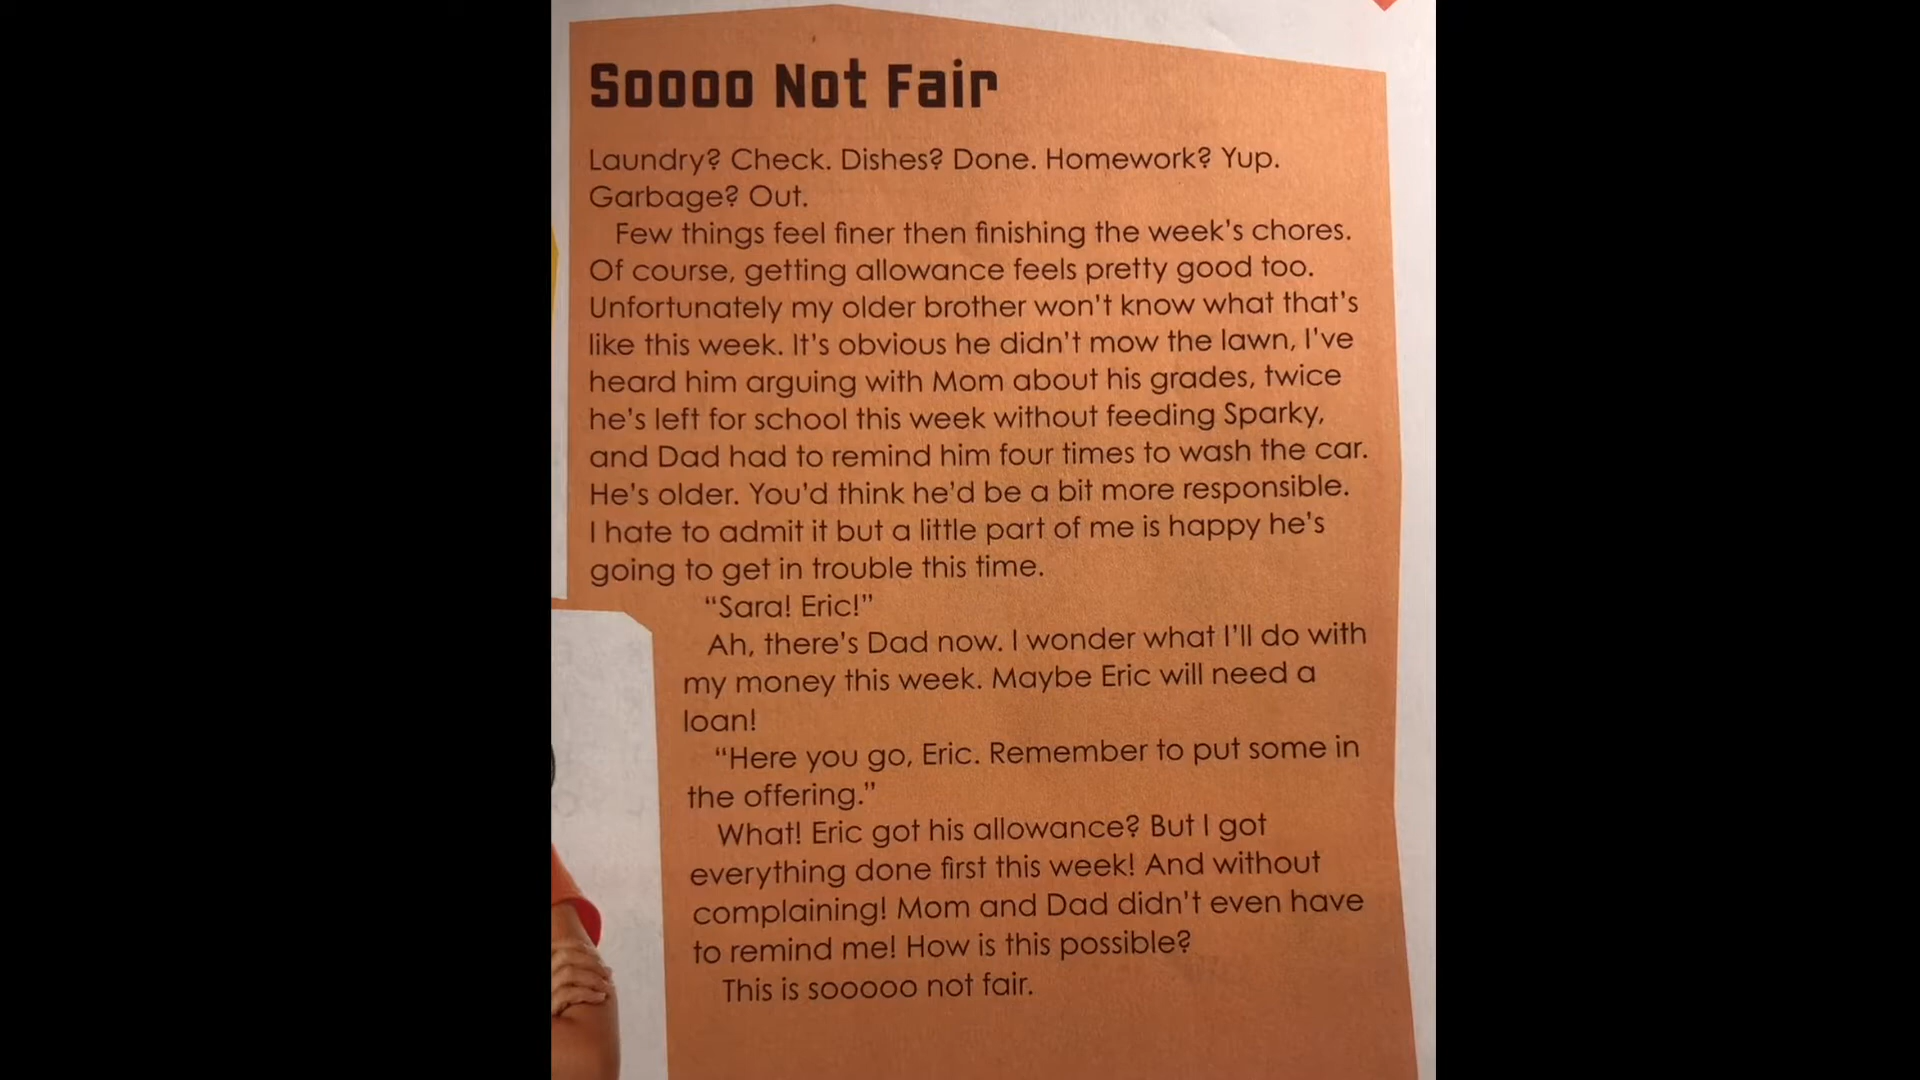 Soooo Not Fair
Laundry? Check. Dishes? Done. Homework? Yup.
Garbage? Out.
Few things feel finer then finishing the week's chores.
Of course, getting allowance feels pretty good too.
Unfortunately my older brother won't know what that's
like this week. It's obvious he didn't mow the lawn, I've
heard him arguing with Mom about his grades, twice
he's left for school this week without feeding Sparky,
and Dad had to remind him four times to wash the car.
He's older. You'd think he'd be a bit more responsible.
I hate to admit it but a little part of me is happy he's
going to get in trouble this time.
“Sara! Eric!”
Ah, there's Dad now. I wonder what I'll do with
my money this week. Maybe Eric will need a
loan!
“Here you go, Eric. Remember to put some in
the offering.”
What! Eric got his allowance? But I got
everything done first this week! And without
complaining! Mom and Dad didn't even have
to remind me! How is this possible?
This is sooooo not fair.